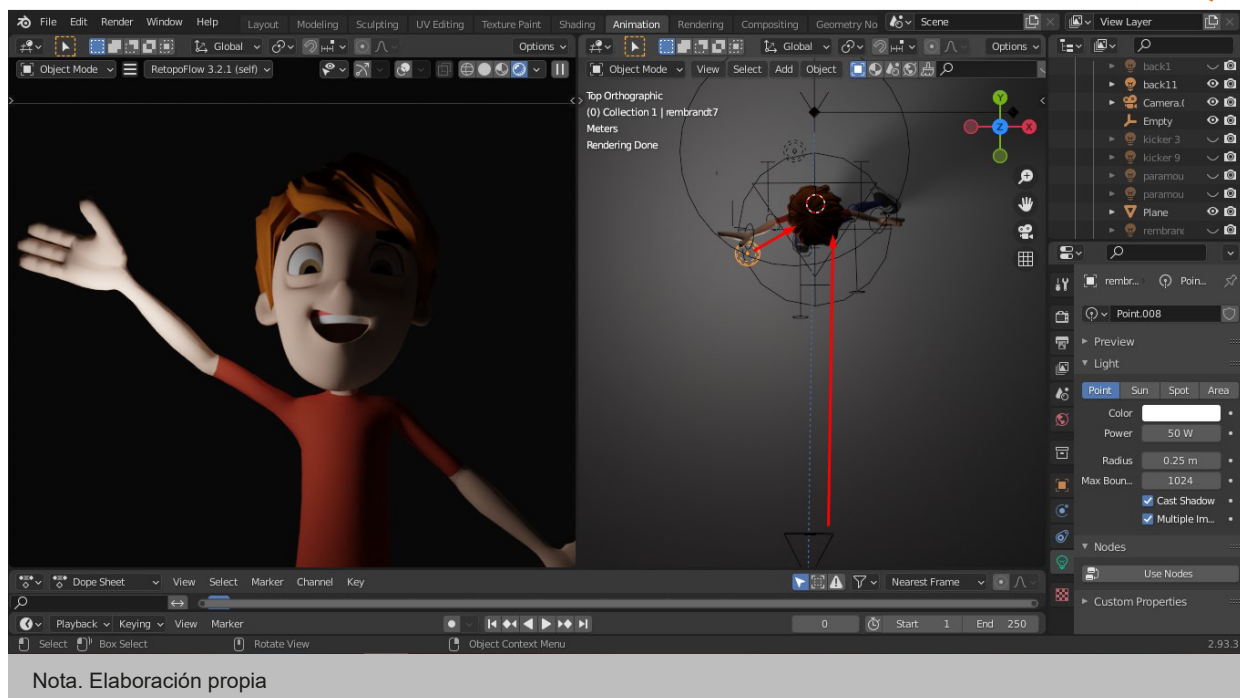 File Edit Render Window Help Layout Modeling Sculpting UV Editing Texture Paint Shading Animation Rendering Compositing Geometry No Scene View Layer
Global Options Global Options
Object Mode RetopoFlow 3.2.1 (self) Object Mode View Select Add Object
Top Orthographic
(0) Collection 1 | rembrandt7
Meters
Rendering Done
Y
Z
X
back1
back11
Camera.(
Empty
kicker 3
kicker 9
paramou
paramou
Plane
rembran
rembr... Poin...
Point.008
Preview
Light
Point Sun Spot Area
Color
Power 50 W
Radius 0.25 m
Max Boun... 1024
Cast Shadow
Multiple Im...
Nodes
Use Nodes
Custom Properties
Dope Sheet View Select Marker Channel Key Nearest Frame
Playback Keying View Marker 0 Start 1 End 250
Select Box Select Rotate View Object Context Menu 2.93.3
Nota. Elaboración propia